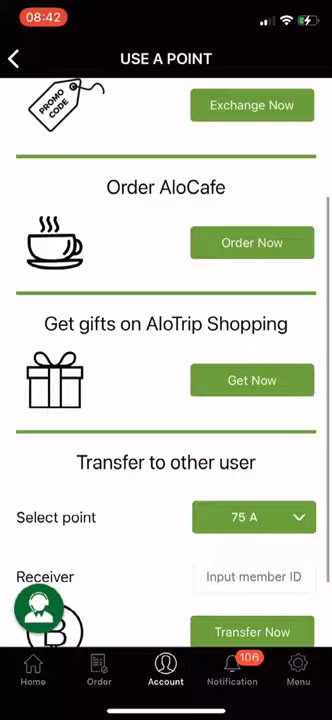 08:42
USE A POINT
PROMO
CODE
Exchange Now
Order AloCafe
Order Now
Get gifts on AloTrip Shopping
Get Now
Transfer to other user
Select point
75 A
Receiver
Input member ID
B
Transfer Now
106
Home
Order
Account
Notification
Menu